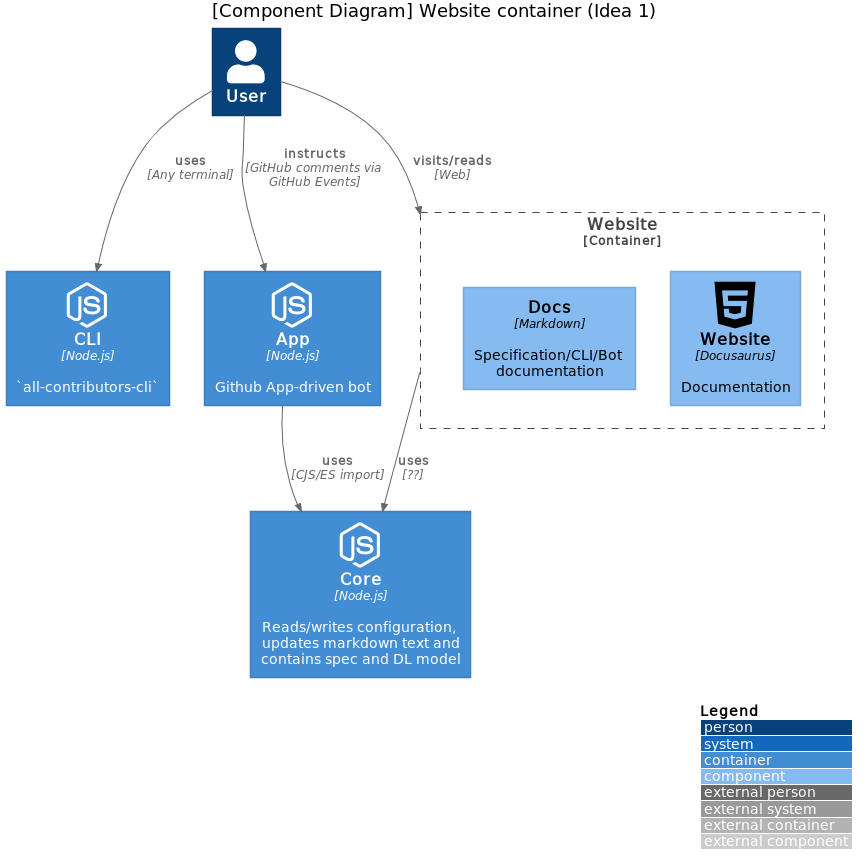 [Component Diagram] Website container (Idea 1)
User
uses
[Any terminal]
instructs
[GitHub comments via
GitHub Events]
visits/reads
[Web]
Website
[Container]
JS
CLI
[Node.js]
`all-contributors-cli`
JS
App
[Node.js]
Github App-driven bot
Docs
[Markdown]
Specification/CLI/Bot
documentation
5
Website
[Docusaurus]
Documentation
uses
[CJS/ES import]
uses
[??]
JS
Core
[Node.js]
Reads/writes configuration,
updates markdown text and
contains spec and DL model
Legend
person
system
container
component
external person
external system
external container
external component